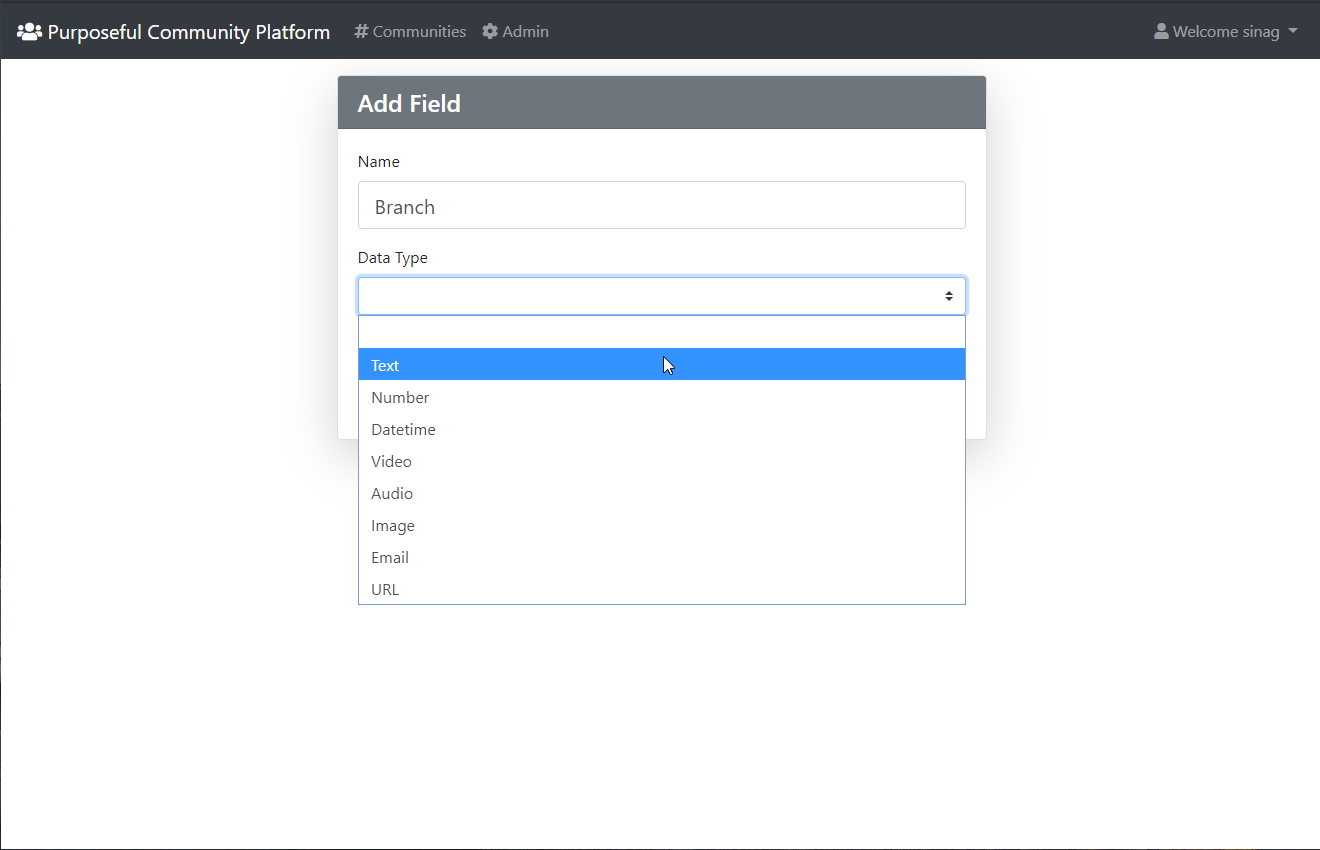 Purposeful Community Platform Communities Admin Welcome sinag
Add Field
Name
Branch
Data Type
Text
Number
Datetime
Video
Audio
Image
Email
URL